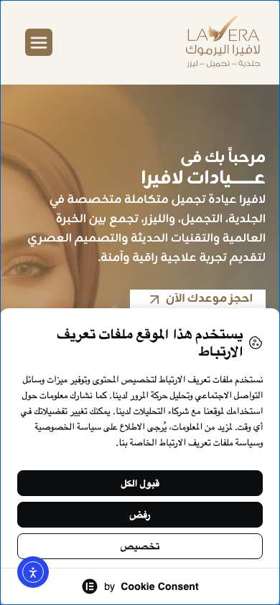 LAVERA
لافيرا اليرموك
جلدية – تجميل – ليزر
مرحباً بك فى
عـــيادات لافيرا
لافيرا عيادة تجميل متكاملة متخصصة في
الجلدية، التجميل، والليزر، تجمع بين الخبرة
العالمية والتقنيات الحديثة والتصميم العصري
لتقديم تجربة علاجية راقية وآمنة.
احجز موعدك الآن
يستخدم هذا الموقع ملفات تعريف
الارتباط
نستخدم ملفات تعريف الارتباط لتخصيص المحتوى وتوفير ميزات وسائل
التواصل الاجتماعي وتحليل حركة المرور لدينا. كما نشارك معلومات حول
استخدامك لموقعنا مع شركاء التحليلات لدينا. يمكنك تغيير تفضيلاتك في
أي وقت. لمزيد من المعلومات، يُرجى الاطلاع على سياسة الخصوصية
وسياسة ملفات تعريف الارتباط الخاصة بنا.
قبول الكل
رفض
تخصيص
by Cookie Consent